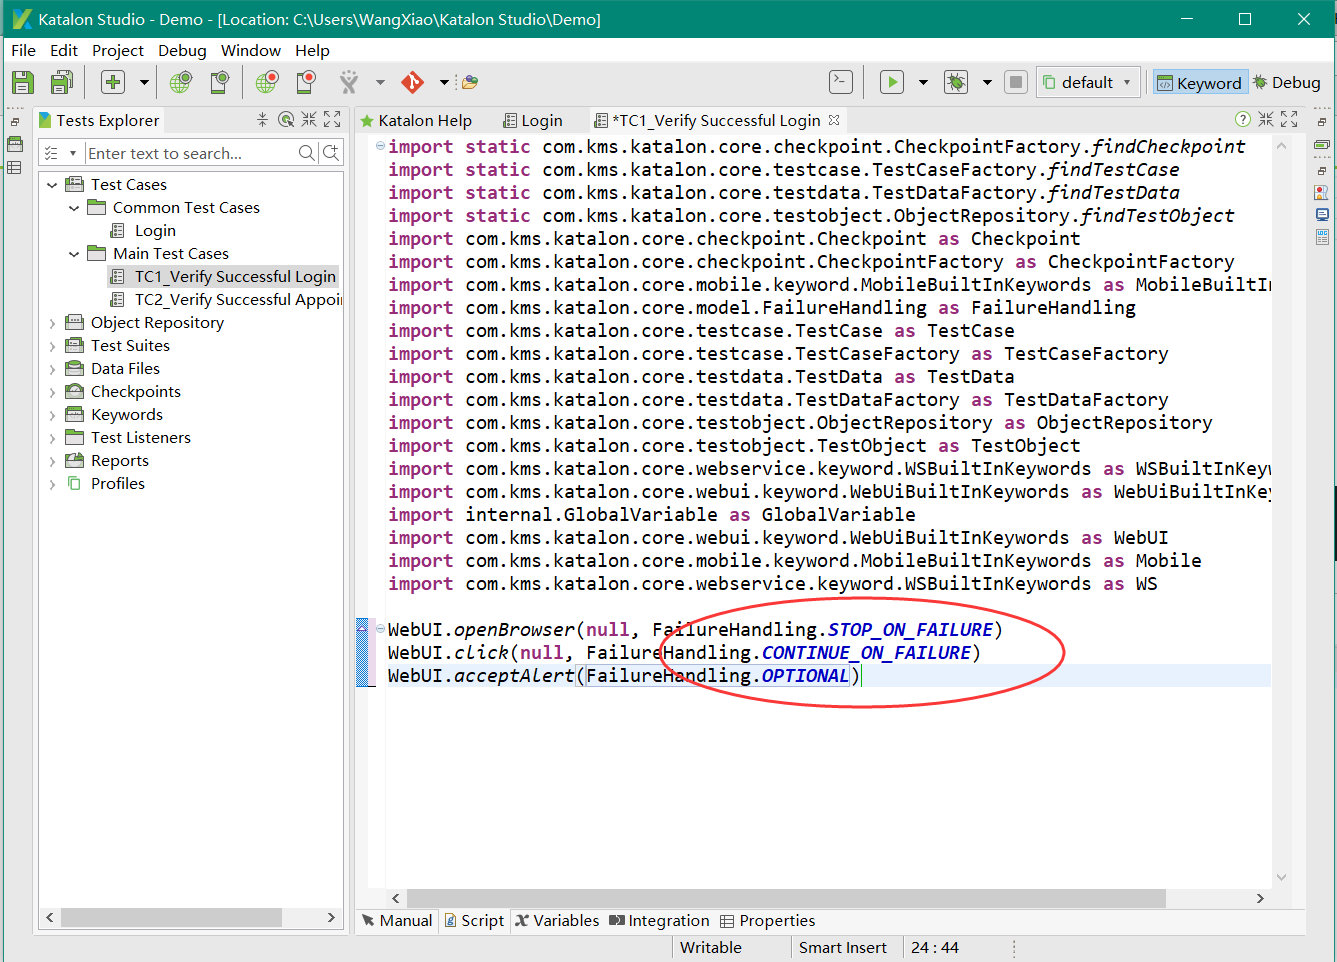 Katalon Studio - Demo - [Location: C:\Users\WangXiao\Katalon Studio\Demo]
File Edit Project Debug Window Help
default Keyword Debug
Tests Explorer
Enter text to search...
Test Cases
Common Test Cases
Login
Main Test Cases
TC1_Verify Successful Login
TC2_Verify Successful Appoi
Object Repository
Test Suites
Data Files
Checkpoints
Keywords
Test Listeners
Reports
Profiles
Katalon Help Login *TC1_Verify Successful Login
import static com.kms.katalon.core.checkpoint.CheckpointFactory.findCheckpoint
import static com.kms.katalon.core.testcase.TestCaseFactory.findTestCase
import static com.kms.katalon.core.testdata.TestDataFactory.findTestData
import static com.kms.katalon.core.testobject.ObjectRepository.findTestObject
import com.kms.katalon.core.checkpoint.Checkpoint as Checkpoint
import com.kms.katalon.core.checkpoint.CheckpointFactory as CheckpointFactory
import com.kms.katalon.core.mobile.keyword.MobileBuiltInKeywords as MobileBuiltIn
import com.kms.katalon.core.model.FailureHandling as FailureHandling
import com.kms.katalon.core.testcase.TestCase as TestCase
import com.kms.katalon.core.testcase.TestCaseFactory as TestCaseFactory
import com.kms.katalon.core.testdata.TestData as TestData
import com.kms.katalon.core.testdata.TestDataFactory as TestDataFactory
import com.kms.katalon.core.testobject.ObjectRepository as ObjectRepository
import com.kms.katalon.core.testobject.TestObject as TestObject
import com.kms.katalon.core.webservice.keyword.WSBuiltInKeywords as WSBuiltInKeyw
import com.kms.katalon.core.webui.keyword.WebUiBuiltInKeywords as WebUiBuiltInKey
import internal.GlobalVariable as GlobalVariable
import com.kms.katalon.core.webui.keyword.WebUiBuiltInKeywords as WebUI
import com.kms.katalon.core.mobile.keyword.MobileBuiltInKeywords as Mobile
import com.kms.katalon.core.webservice.keyword.WSBuiltInKeywords as WS
WebUI.openBrowser(null, FailureHandling.STOP_ON_FAILURE)
WebUI.click(null, FailureHandling.CONTINUE_ON_FAILURE)
WebUI.acceptAlert(FailureHandling.OPTIONAL)
Manual Script Variables Integration Properties
Writable Smart Insert 24 : 44